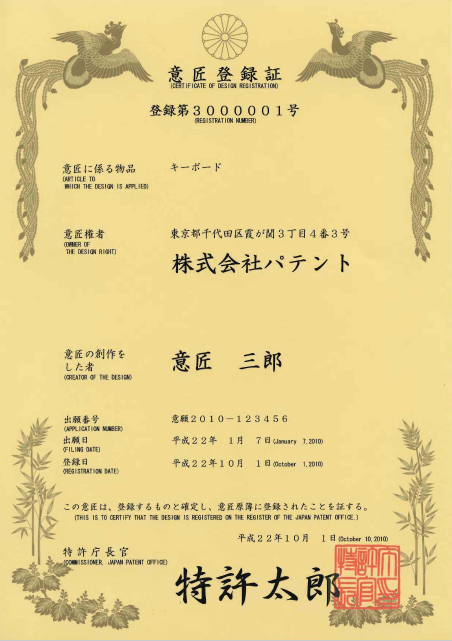 意匠登録証
(CERTIFICATE OF DESIGN REGISTRATION)
登録第3000001号
(REGISTRATION NUMBER)
意匠に係る物品 キーボード
(ARTICLE TO
WHICH THE DESIGN IS APPLIED)
意匠権者 東京都千代田区霞が関3丁目4番3号
(OWNER OF
THE DESIGN RIGHT)
株式会社パテント
意匠の創作を
した者
(CREATOR OF THE DESIGN)
意匠 三郎
出願番号 意願2010-123456
(APPLICATION NUMBER)
出願日 平成22年 1月 7日(January 7,2010)
(FILING DATE)
登録日 平成22年10月 1日(October 1,2010)
(REGISTRATION DATE)
この意匠は、登録するものと確定し、意匠原簿に登録されたことを証する。
(THIS IS TO CERTIFY THAT THE DESIGN IS REGISTERED ON THE REGISTER OF THE JAPAN PATENT OFFICE.)
平成22年10月 1日(October 10,2010)
特許庁長官
(COMMISSIONER, JAPAN PATENT OFFICE)
特許太郎